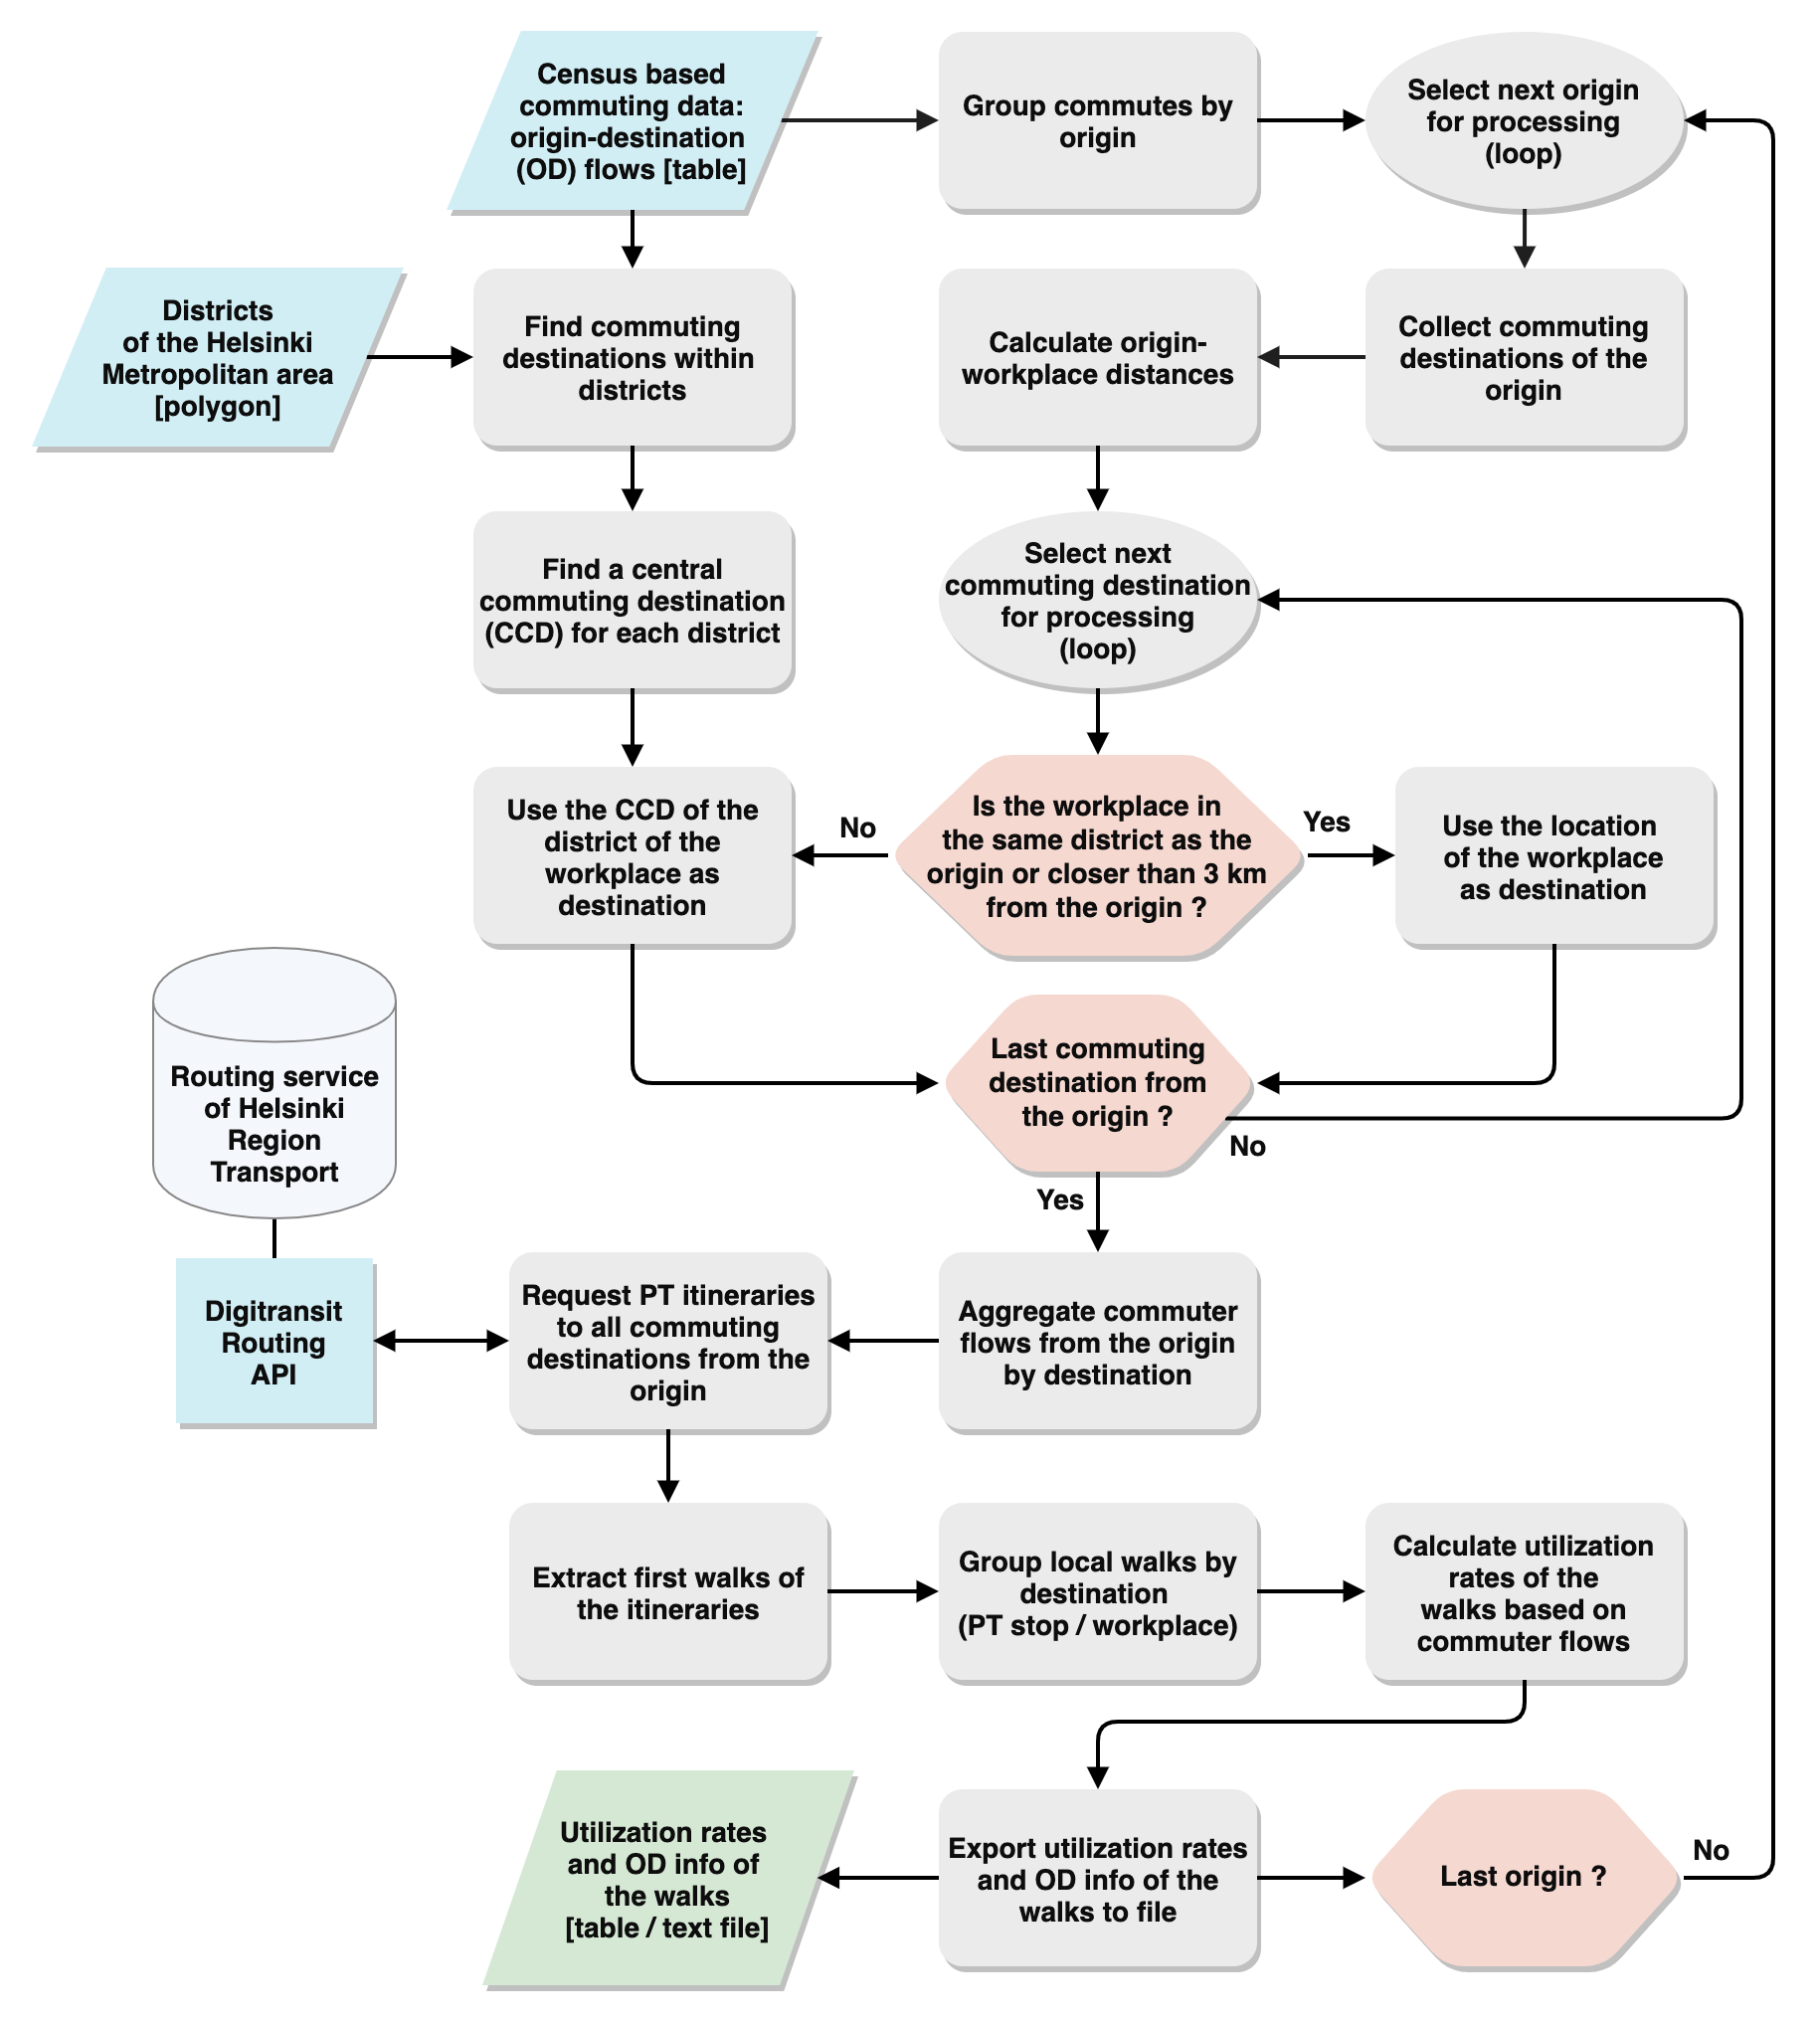 Census based
commuting data:
origin-destination
(OD) flows [table]
Group commutes by
origin
Select next origin
for processing
(loop)
Districts
of the Helsinki
Metropolitan area
[polygon]
Find commuting
destinations within
districts
Calculate origin-
workplace distances
Collect commuting
destinations of the
origin
Find a central
commuting destination
(CCD) for each district
Select next
commuting destination
for processing
(loop)
Use the CCD of the
district of the
workplace as
destination
No
Is the workplace in
the same district as the
origin or closer than 3 km
from the origin ?
Yes
Use the location
of the workplace
as destination
Routing service
of Helsinki
Region
Transport
Last commuting
destination from
the origin ?
No
Yes
Digitransit
Routing
API
Request PT itineraries
to all commuting
destinations from the
origin
Aggregate commuter
flows from the origin
by destination
Extract first walks of
the itineraries
Group local walks by
destination
(PT stop / workplace)
Calculate utilization
rates of the
walks based on
commuter flows
Utilization rates
and OD info of
the walks
[table / text file]
Export utilization rates
and OD info of the
walks to file
Last origin ?
No